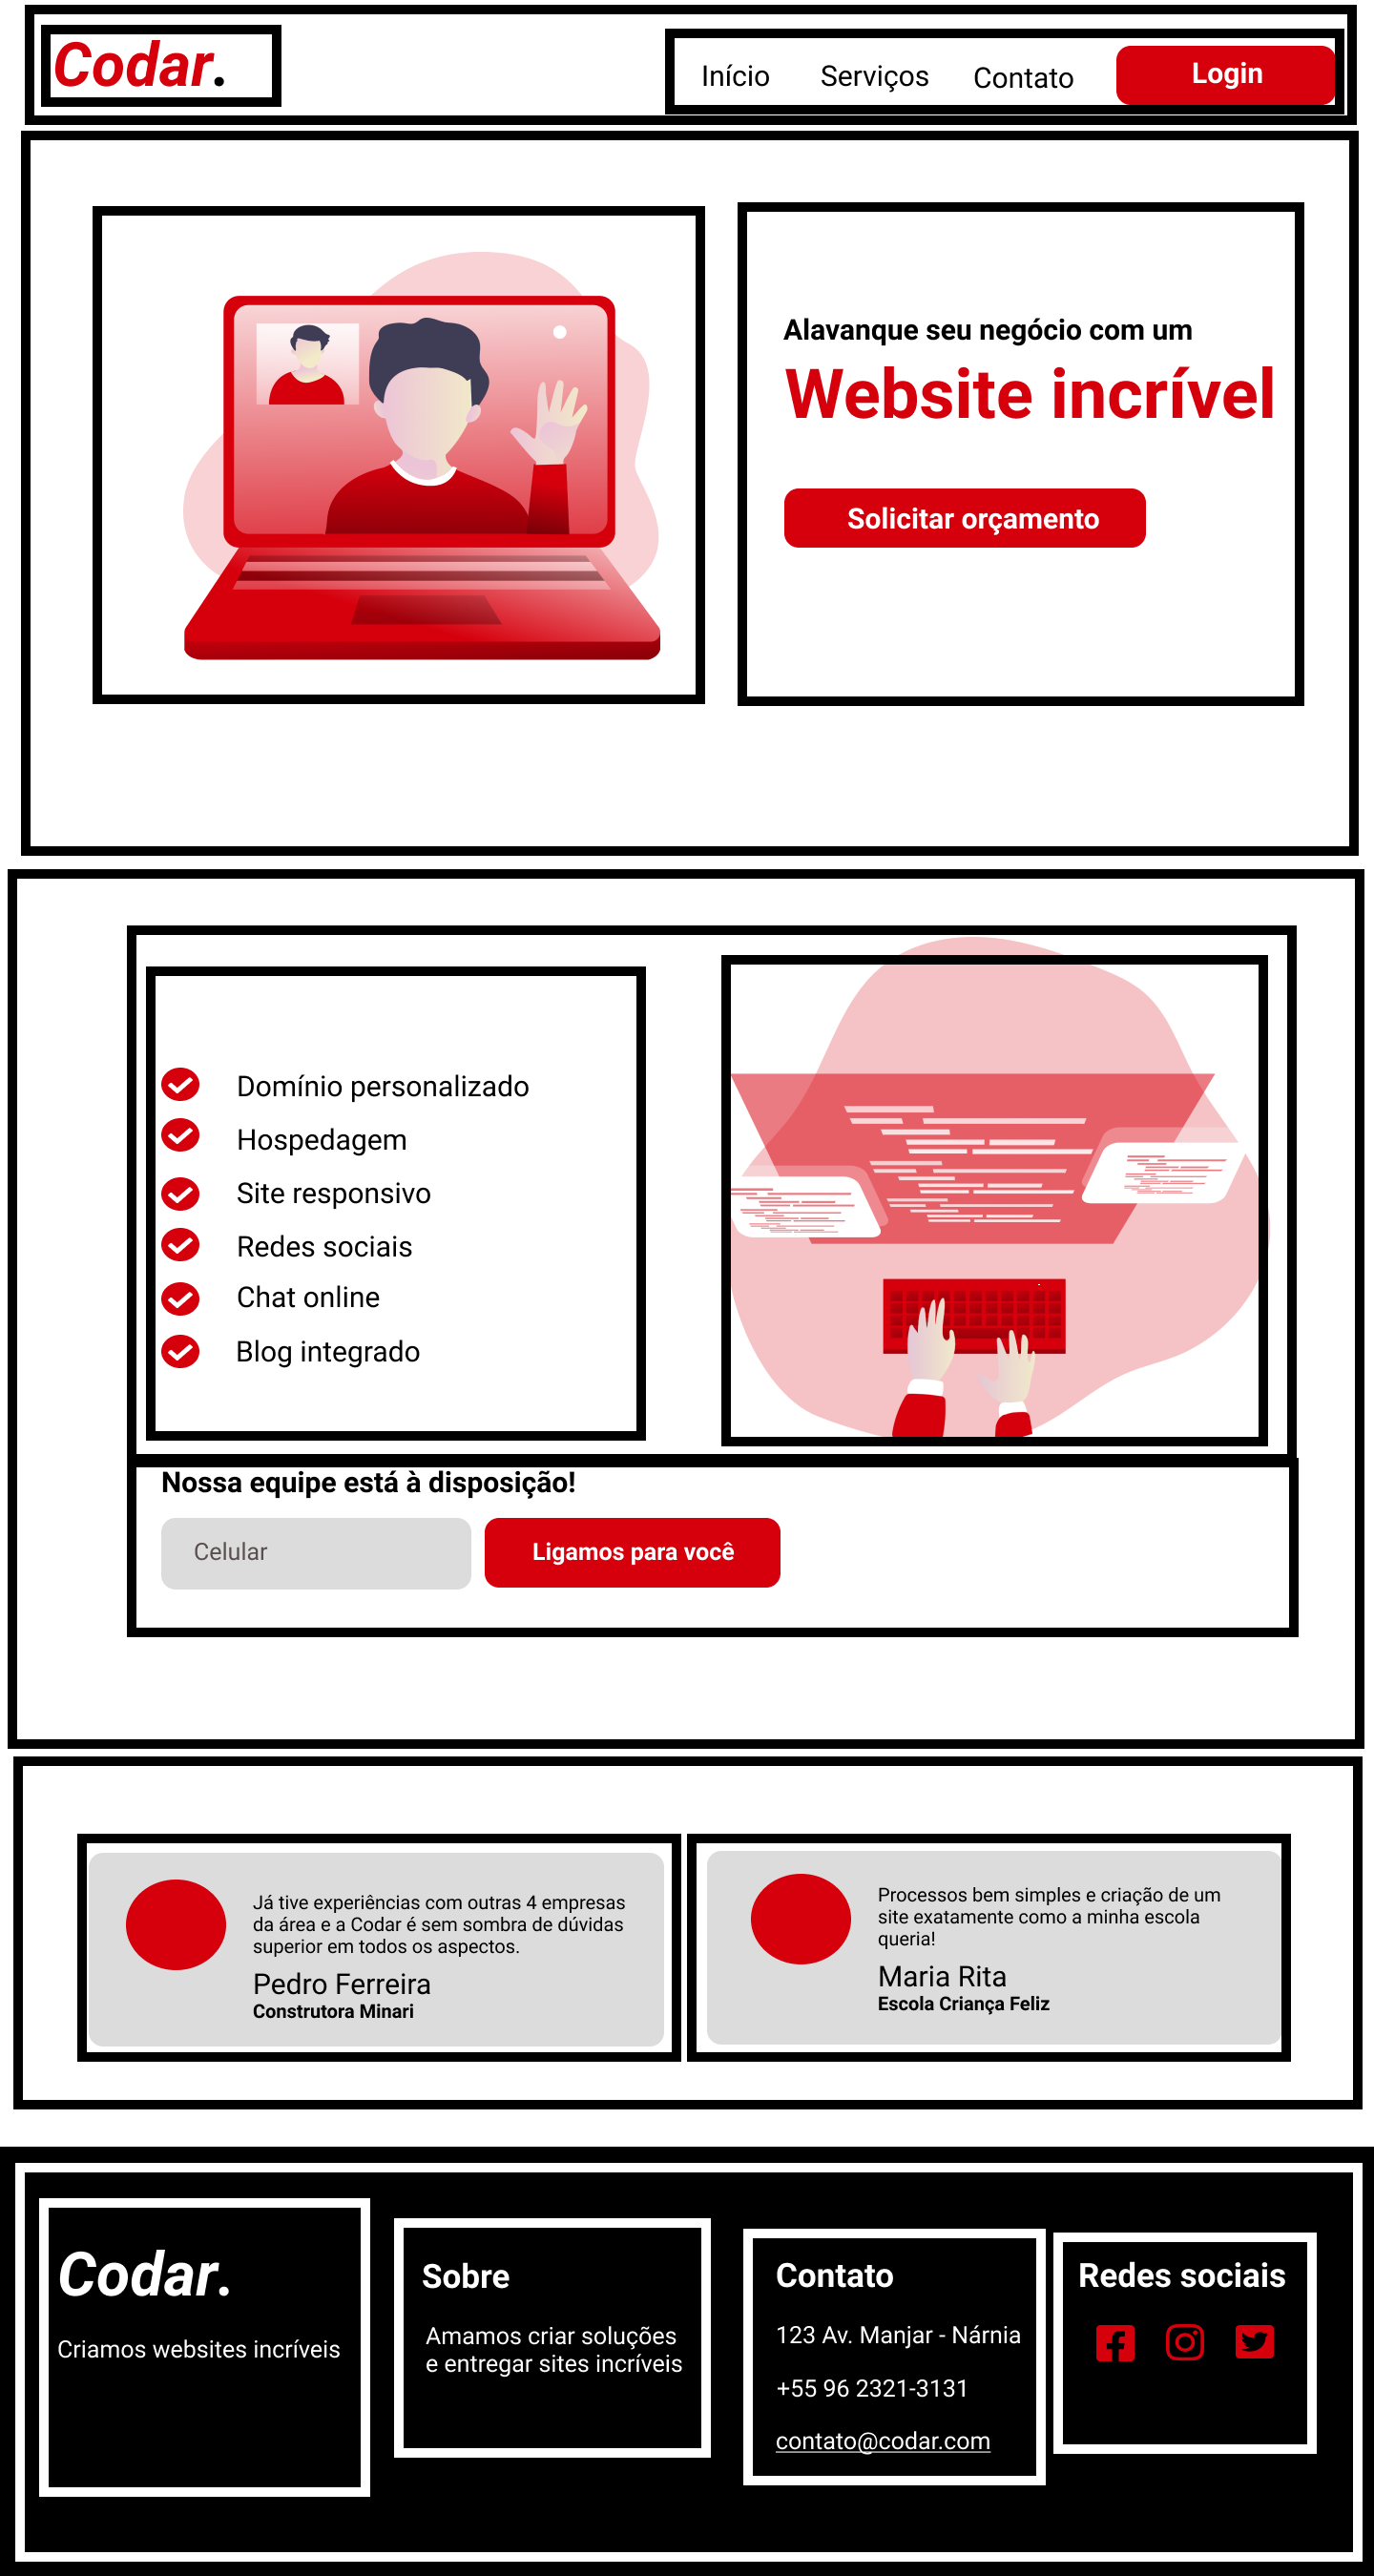 Codar.
Início
Serviços
Contato
Login
Alavanque seu negócio com um
Website incrível
Solicitar orçamento
Domínio personalizado
Hospedagem
Site responsivo
Redes sociais
Chat online
Blog integrado
Nossa equipe está à disposição!
Celular
Ligamos para você
Já tive experiências com outras 4 empresas
da área e a Codar é sem sombra de dúvidas
superior em todos os aspectos.
Pedro Ferreira
Construtora Minari
Processos bem simples e criação de um
site exatamente como a minha escola
queria!
Maria Rita
Escola Criança Feliz
Codar.
Criamos websites incríveis
Sobre
Amamos criar soluções
e entregar sites incríveis
Contato
123 Av. Manjar - Nárnia
+55 96 2321-3131
contato@codar.com
Redes sociais